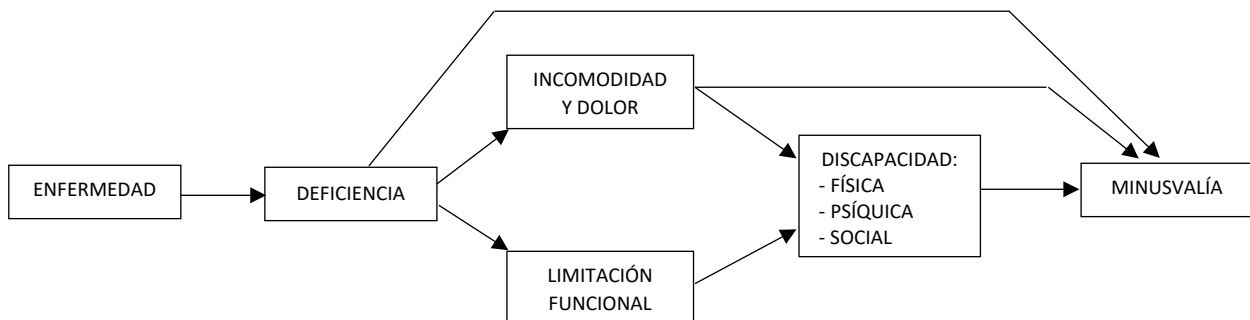 INCOMODIDAD
Y DOLOR
ENFERMEDAD
DEFICIENCIA
DISCAPACIDAD:
- FÍSICA
- PSÍQUICA
- SOCIAL
MINUSVALÍA
LIMITACIÓN
FUNCIONAL